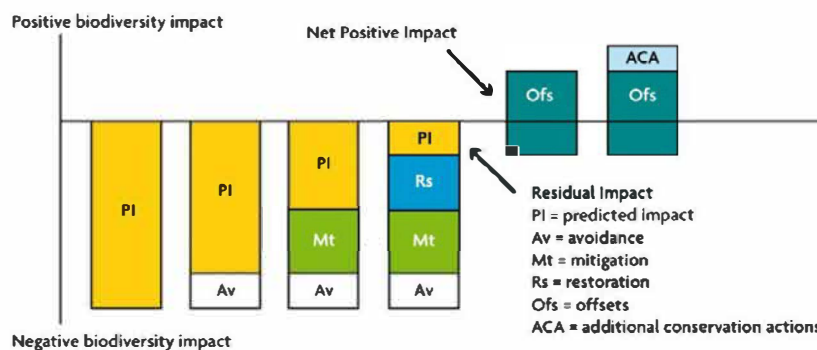 Positive biodiversity impact
Net Positive Impact
ACA
Ofs
Ofs
PI
PI
PI
PI
Rs
Mt
Mt
Av
Av
Av
Residual Impact
PI = predicted impact
Av = avoidance
Mt = mitigation
Rs = restoration
Ofs = offsets
ACA = additional conservation actions
Negative biodiversity impact